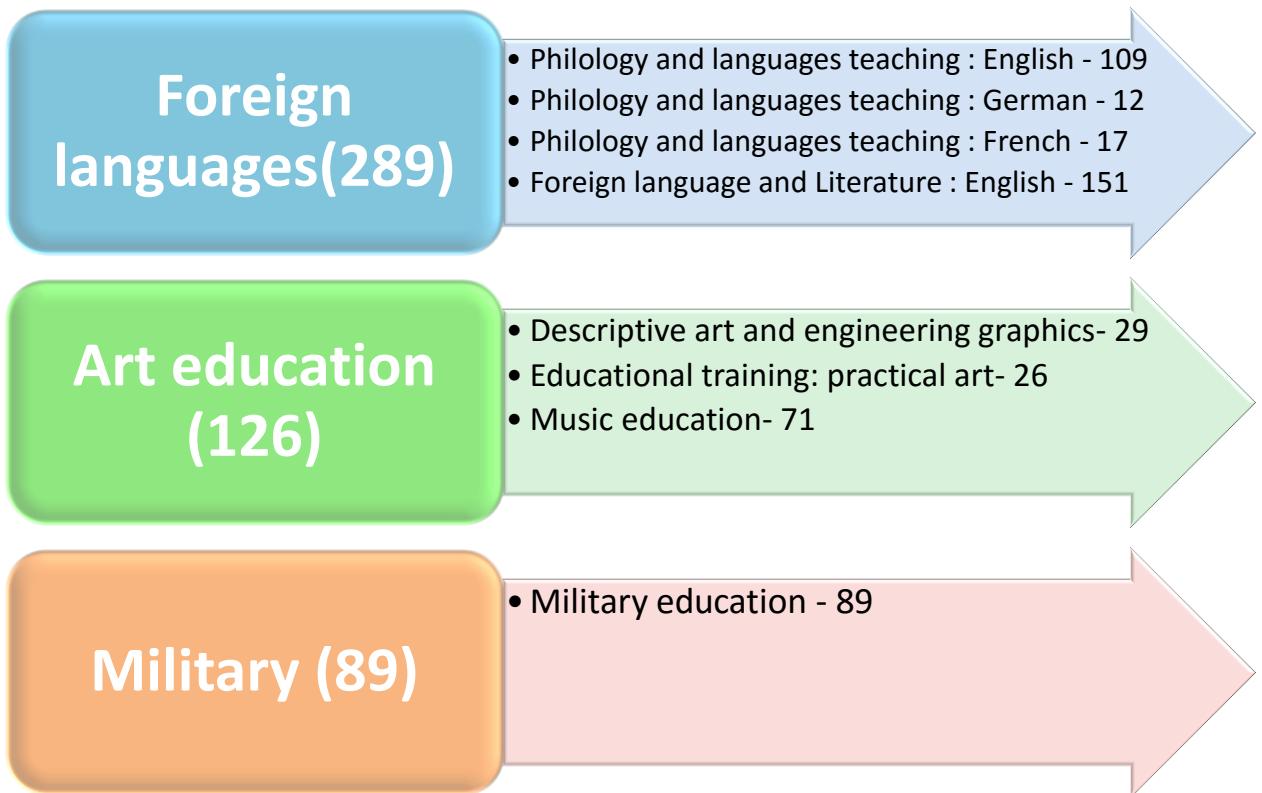 Foreign
languages(289)
• Philology and languages teaching : English - 109
• Philology and languages teaching : German - 12
• Philology and languages teaching : French - 17
• Foreign language and Literature : English - 151
Art education
(126)
• Descriptive art and engineering graphics- 29
• Educational training: practical art- 26
• Music education- 71
Military (89)
• Military education - 89